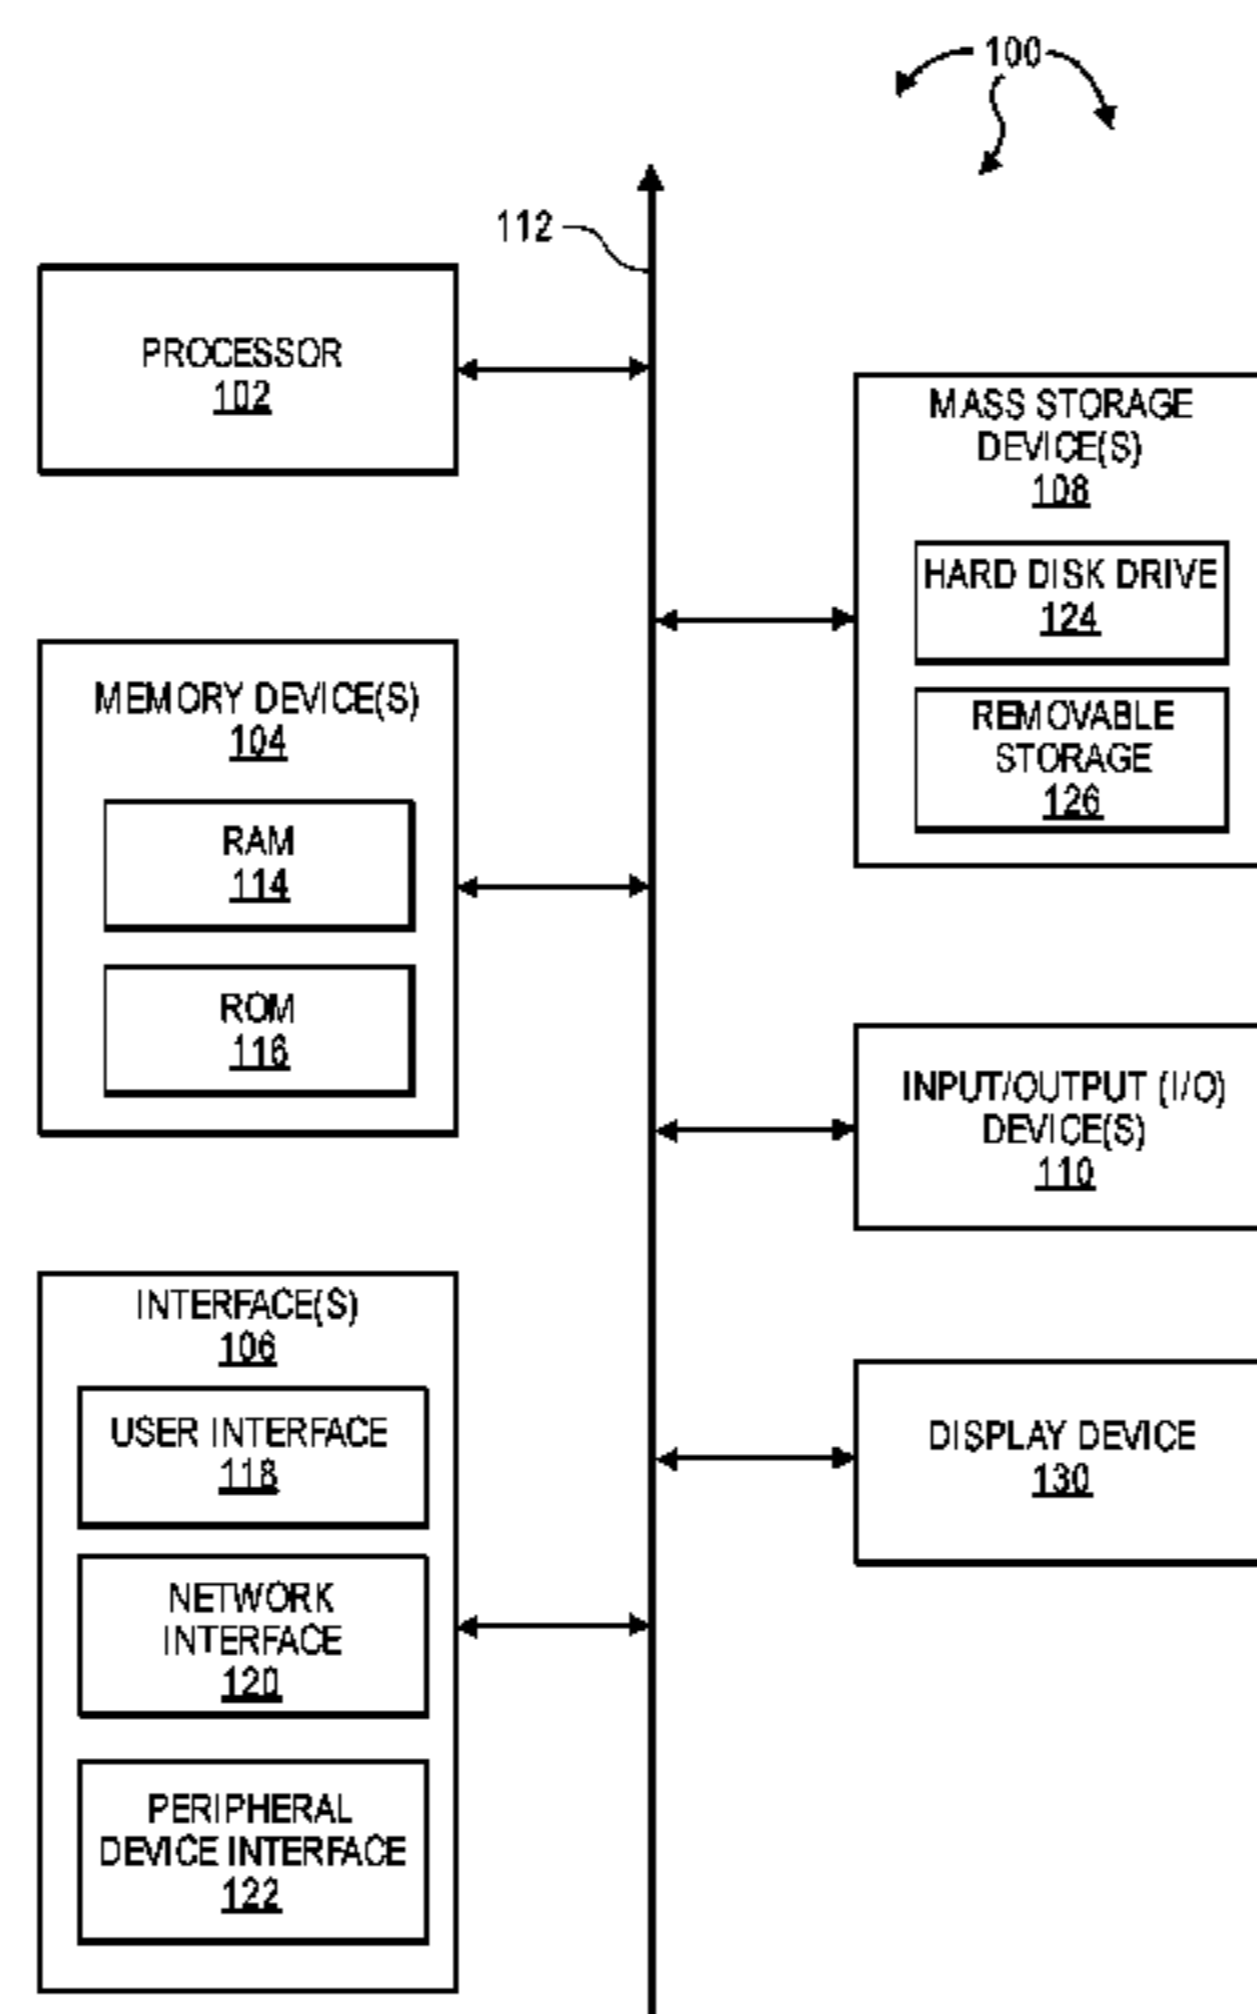 100
112
PROCESSOR
102
MASS STORAGE
DEVICE(S)
108
HARD DISK DRIVE
124
REMOVABLE
STORAGE
126
MEMORY DEVICE(S)
104
RAM
114
ROM
116
INPUT/OUTPUT (I/O)
DEVICE(S)
110
INTERFACE(S)
106
USER INTERFACE
118
NETWORK
INTERFACE
120
PERIPHERAL
DEVICE INTERFACE
122
DISPLAY DEVICE
130